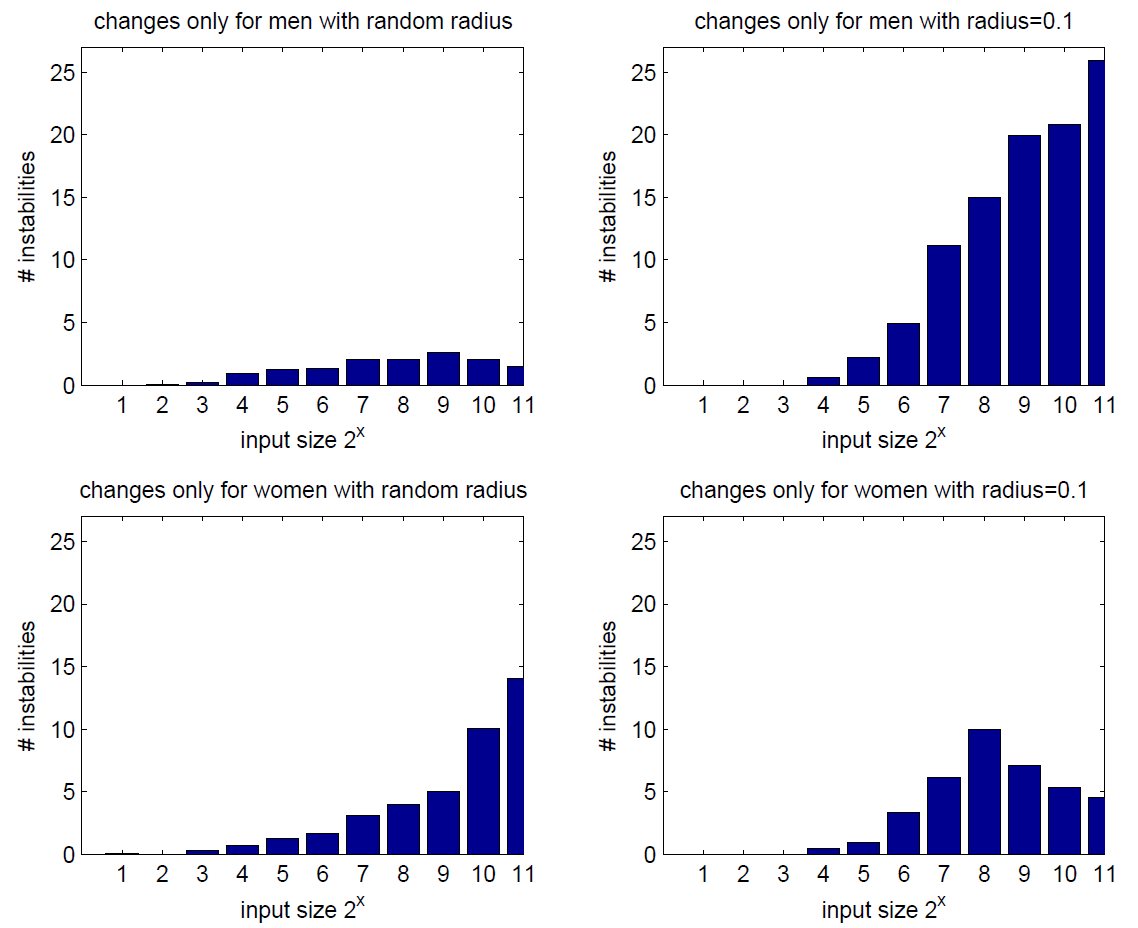 changes only for men with random radius
# instabilities
25
20
15
10
5
0
1 2 3 4 5 6 7 8 9 10 11
input size 2^x
changes only for men with radius=0.1
# instabilities
25
20
15
10
5
0
1 2 3 4 5 6 7 8 9 10 11
input size 2^x
changes only for women with random radius
# instabilities
25
20
15
10
5
0
1 2 3 4 5 6 7 8 9 10 11
input size 2^x
changes only for women with radius=0.1
# instabilities
25
20
15
10
5
0
1 2 3 4 5 6 7 8 9 10 11
input size 2^x